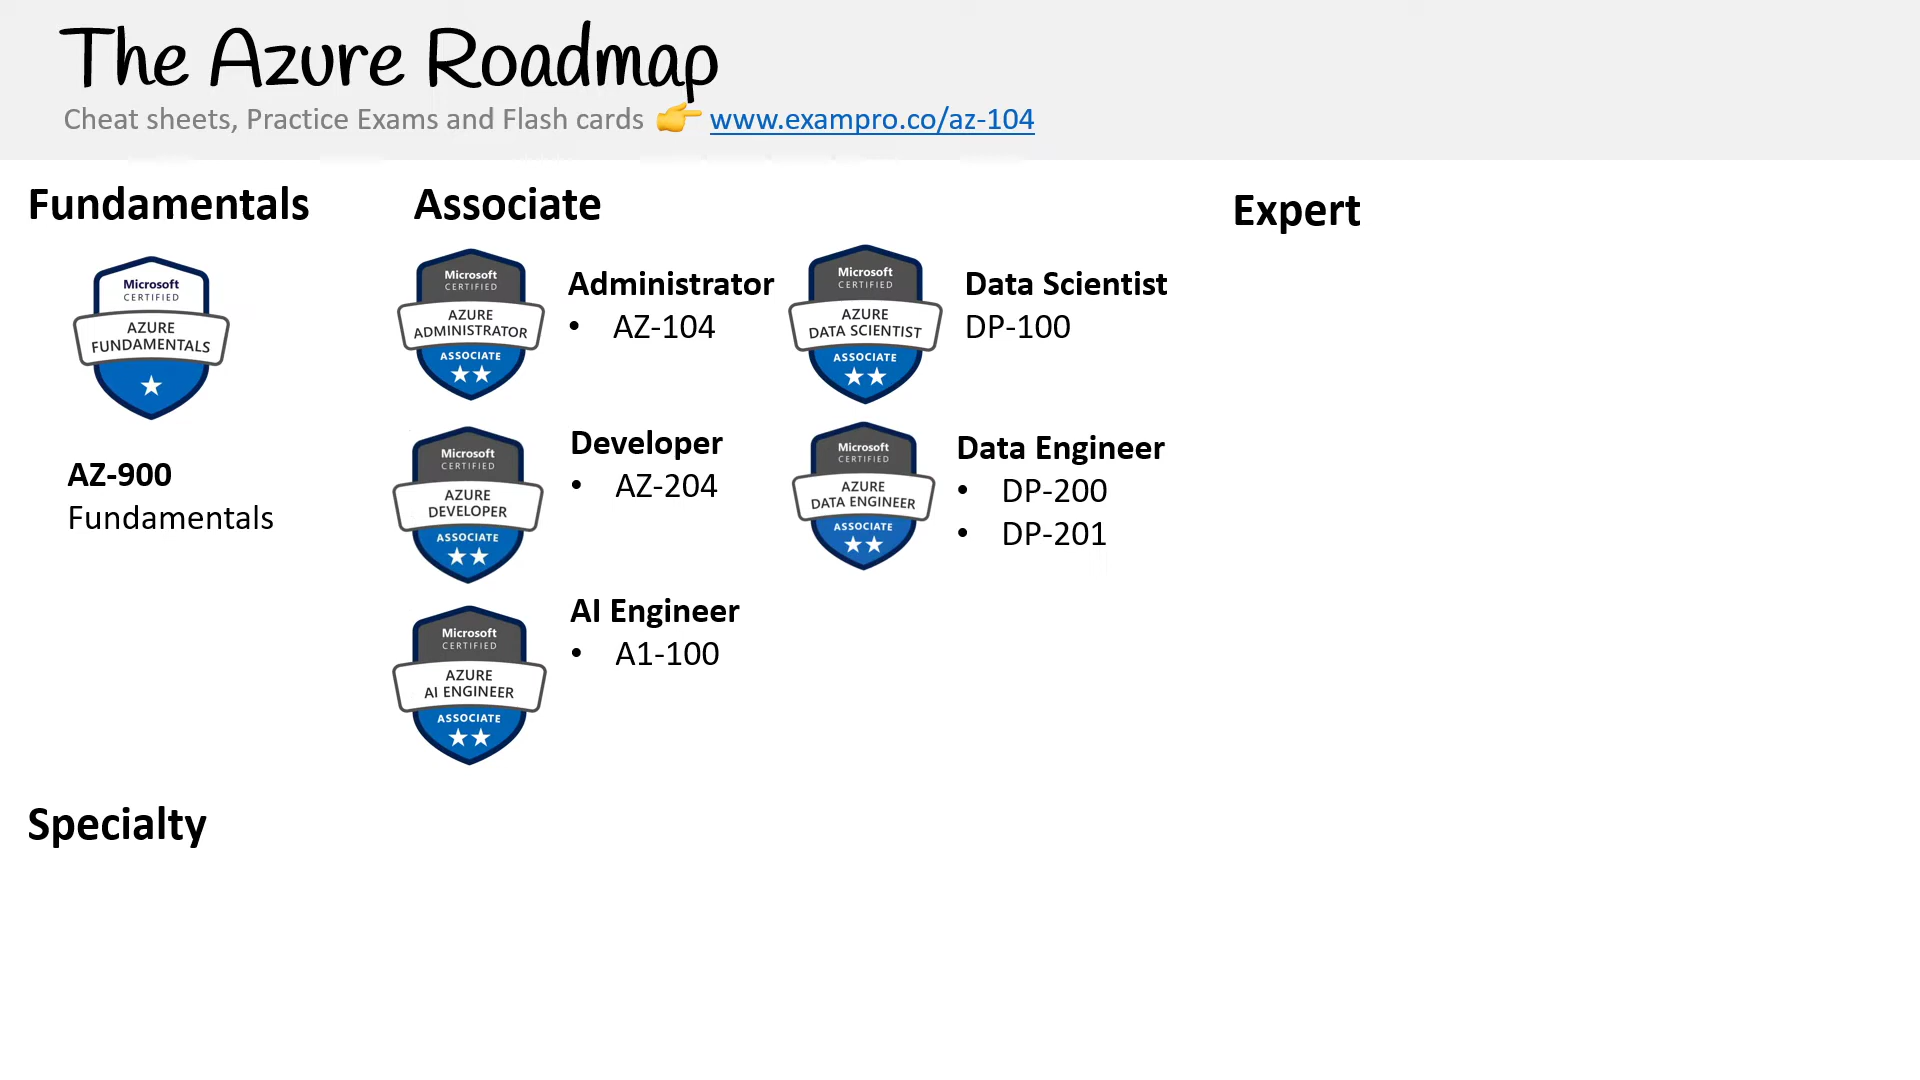 The Azure Roadmap
Cheat sheets, Practice Exams and Flash cards 👉 www.exampro.co/az-104
Fundamentals
Microsoft
CERTIFIED
AZURE
FUNDAMENTALS
AZ-900
Fundamentals
Associate
Microsoft
CERTIFIED
AZURE
ADMINISTRATOR
ASSOCIATE
Administrator
• AZ-104
Microsoft
CERTIFIED
AZURE
DEVELOPER
ASSOCIATE
Developer
• AZ-204
Microsoft
CERTIFIED
AZURE
AI ENGINEER
ASSOCIATE
AI Engineer
• A1-100
Microsoft
CERTIFIED
AZURE
DATA SCIENTIST
ASSOCIATE
Data Scientist
DP-100
Microsoft
CERTIFIED
AZURE
DATA ENGINEER
ASSOCIATE
Data Engineer
• DP-200
• DP-201
Expert
Specialty